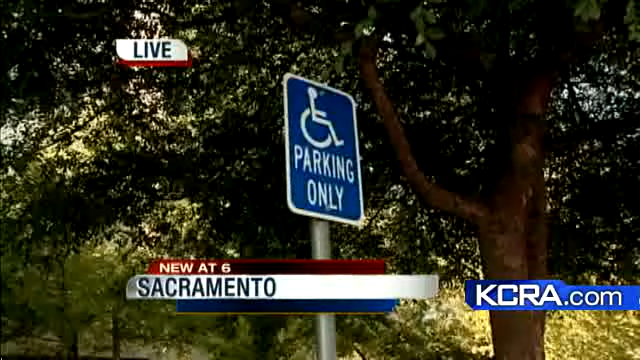 LIVE
PARKING
ONLY
NEW AT 6
SACRAMENTO
KCRA.com